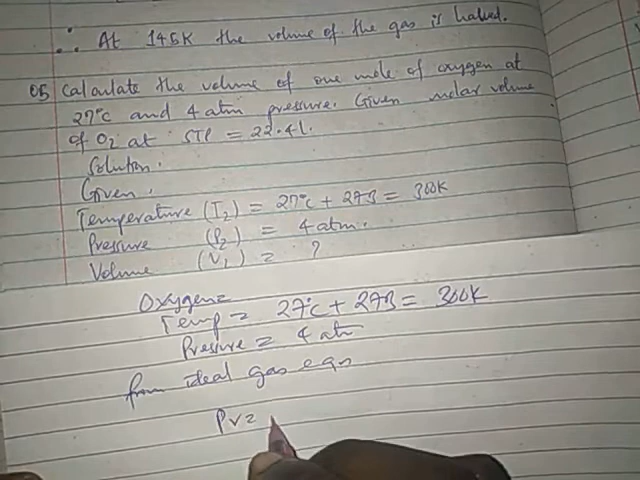 ∴ At 145K the volume of the gas is halved.
05 Calculate the volume of one mole of oxygen at
27°C and 4 atm pressure. Given molar volume
of O2 at STP = 22.4 l.
Solution.
Given.
Temperature (T2) = 27°C + 273 = 300K
Pressure (P2) = 4 atm.
Volume (V1) = ?
Oxygen=
Temp = 27°C + 273 = 300K
Pressure = 4 atm
from ideal gas eqn
PV=